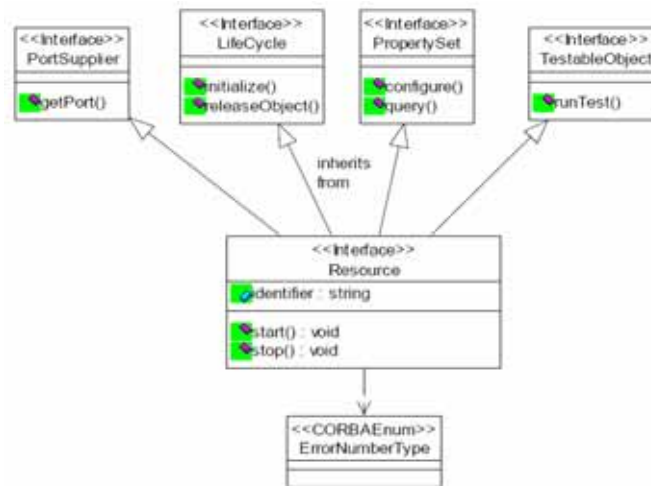 <<Interface>>
PortSupplier
getPort()
<<Interface>>
LifeCycle
initialize()
releaseObject()
<<Interface>>
PropertySet
configure()
query()
<<Interface>>
TestableObject
runTest()
inherits
from
<<Interface>>
Resource
identifier : string
start() : void
stop() : void
<<CORBAEnum>>
ErrorNumberType